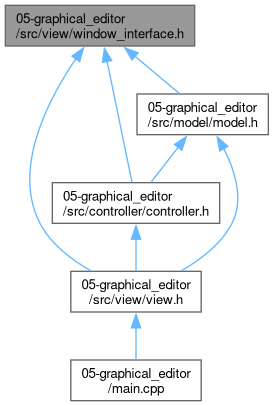 05-graphical_editor
/src/view/window_interface.h
05-graphical_editor
/src/model/model.h
05-graphical_editor
/src/controller/controller.h
05-graphical_editor
/src/view/view.h
05-graphical_editor
/main.cpp